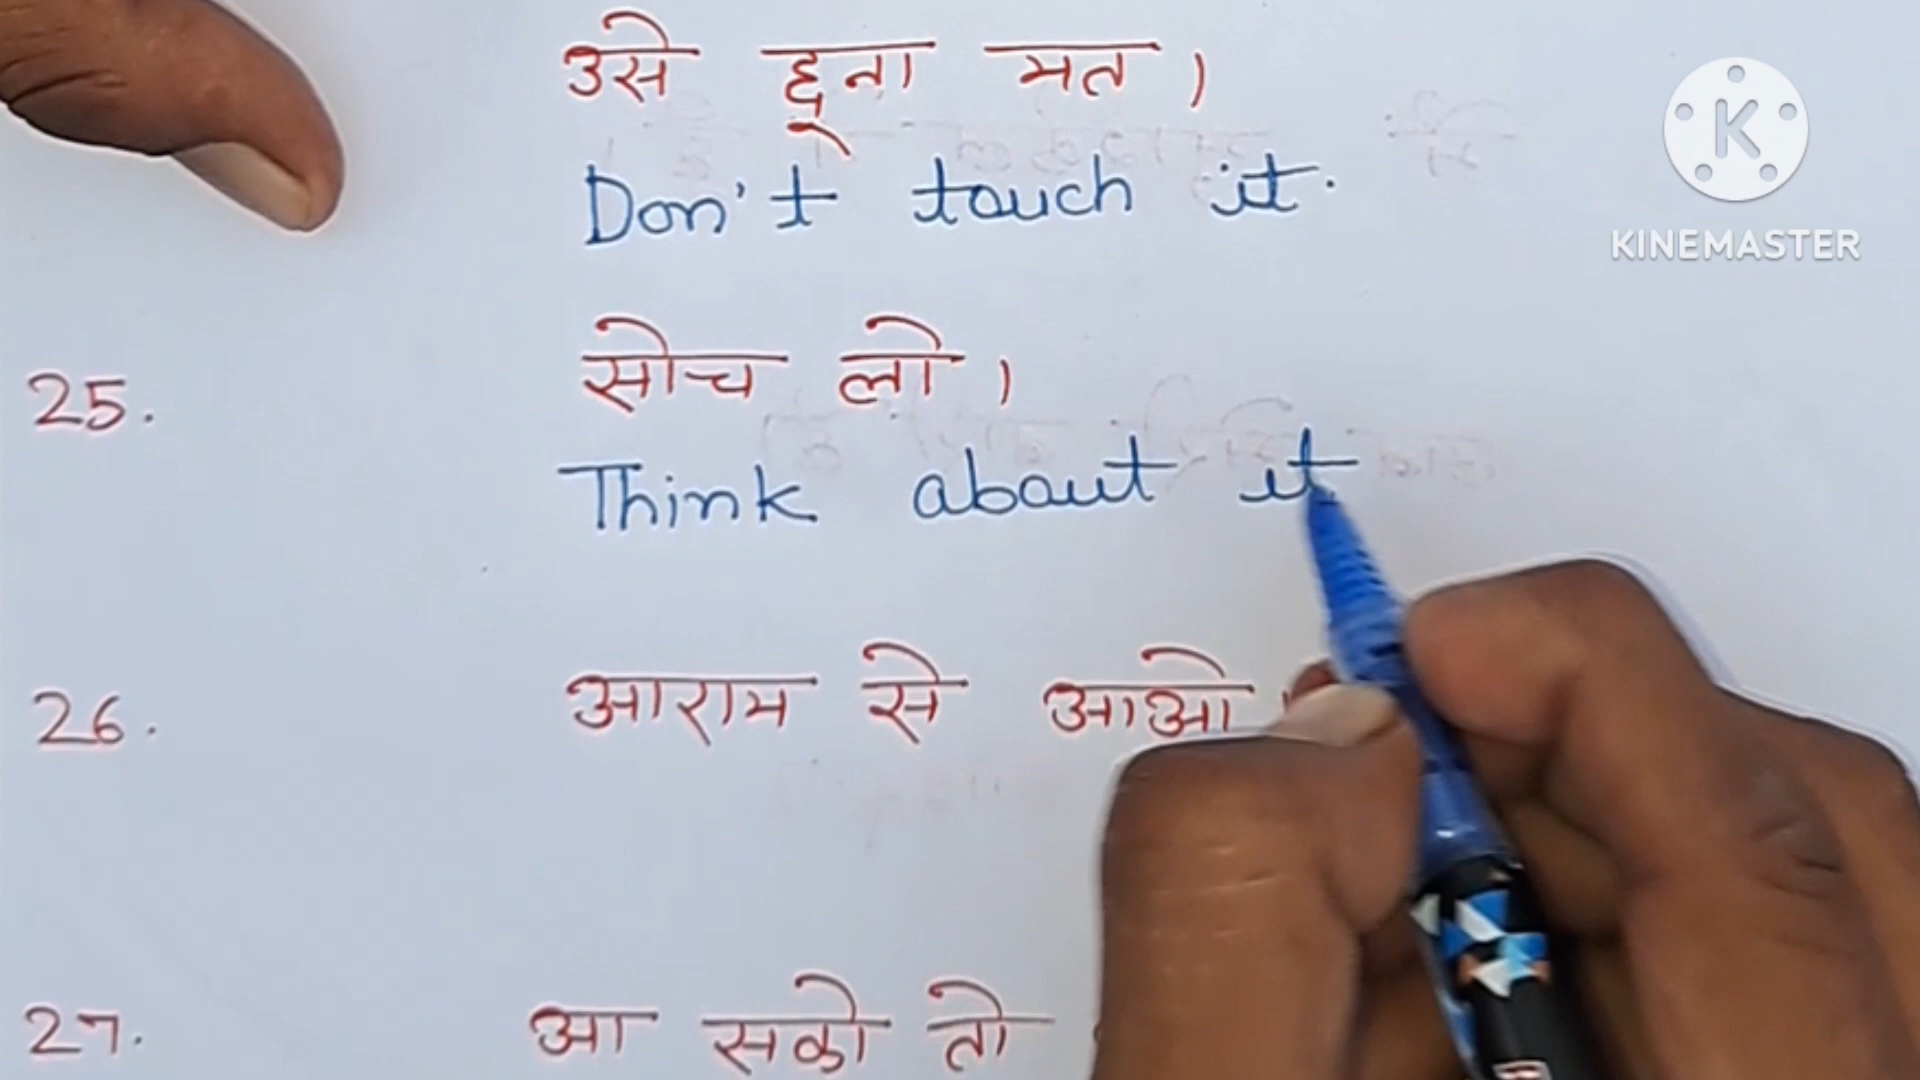 उसे छूना मत।
Don't touch it.
K
KINEMASTER
25. सोच लो।
Think about it
26. आराम से आओ।
27. आ सको तो